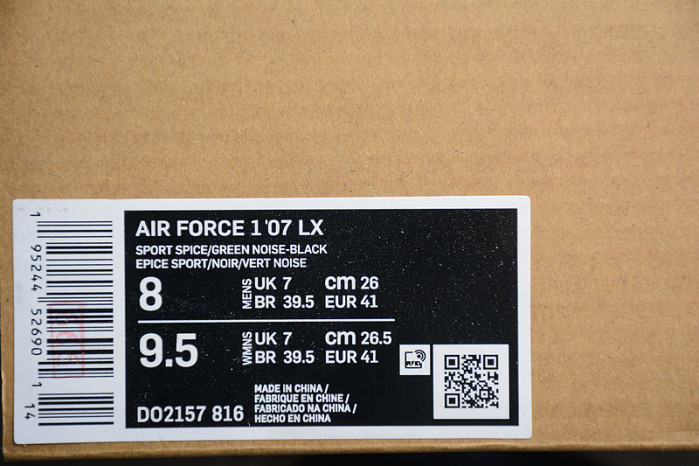 AIR FORCE 1 '07 LX
SPORT SPICE/GREEN NOISE-BLACK
EPICE SPORT/NOIR/VERT NOISE
8 MENS UK 7 cm 26
BR 39.5 EUR 41
9.5 WMNS UK 7 cm 26.5
BR 39.5 EUR 41
MADE IN CHINA /
FABRIQUE EN CHINE /
FABRICADO NA CHINA /
HECHO EN CHINA
DO2157 816
1 95244 52690 1 14